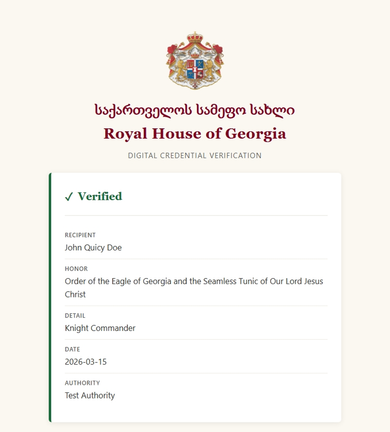 საქართველოს სამეფო სახლი
Royal House of Georgia
DIGITAL CREDENTIAL VERIFICATION
✓ Verified
RECIPIENT
John Quicy Doe
HONOR
Order of the Eagle of Georgia and the Seamless Tunic of Our Lord Jesus
Christ
DETAIL
Knight Commander
DATE
2026-03-15
AUTHORITY
Test Authority